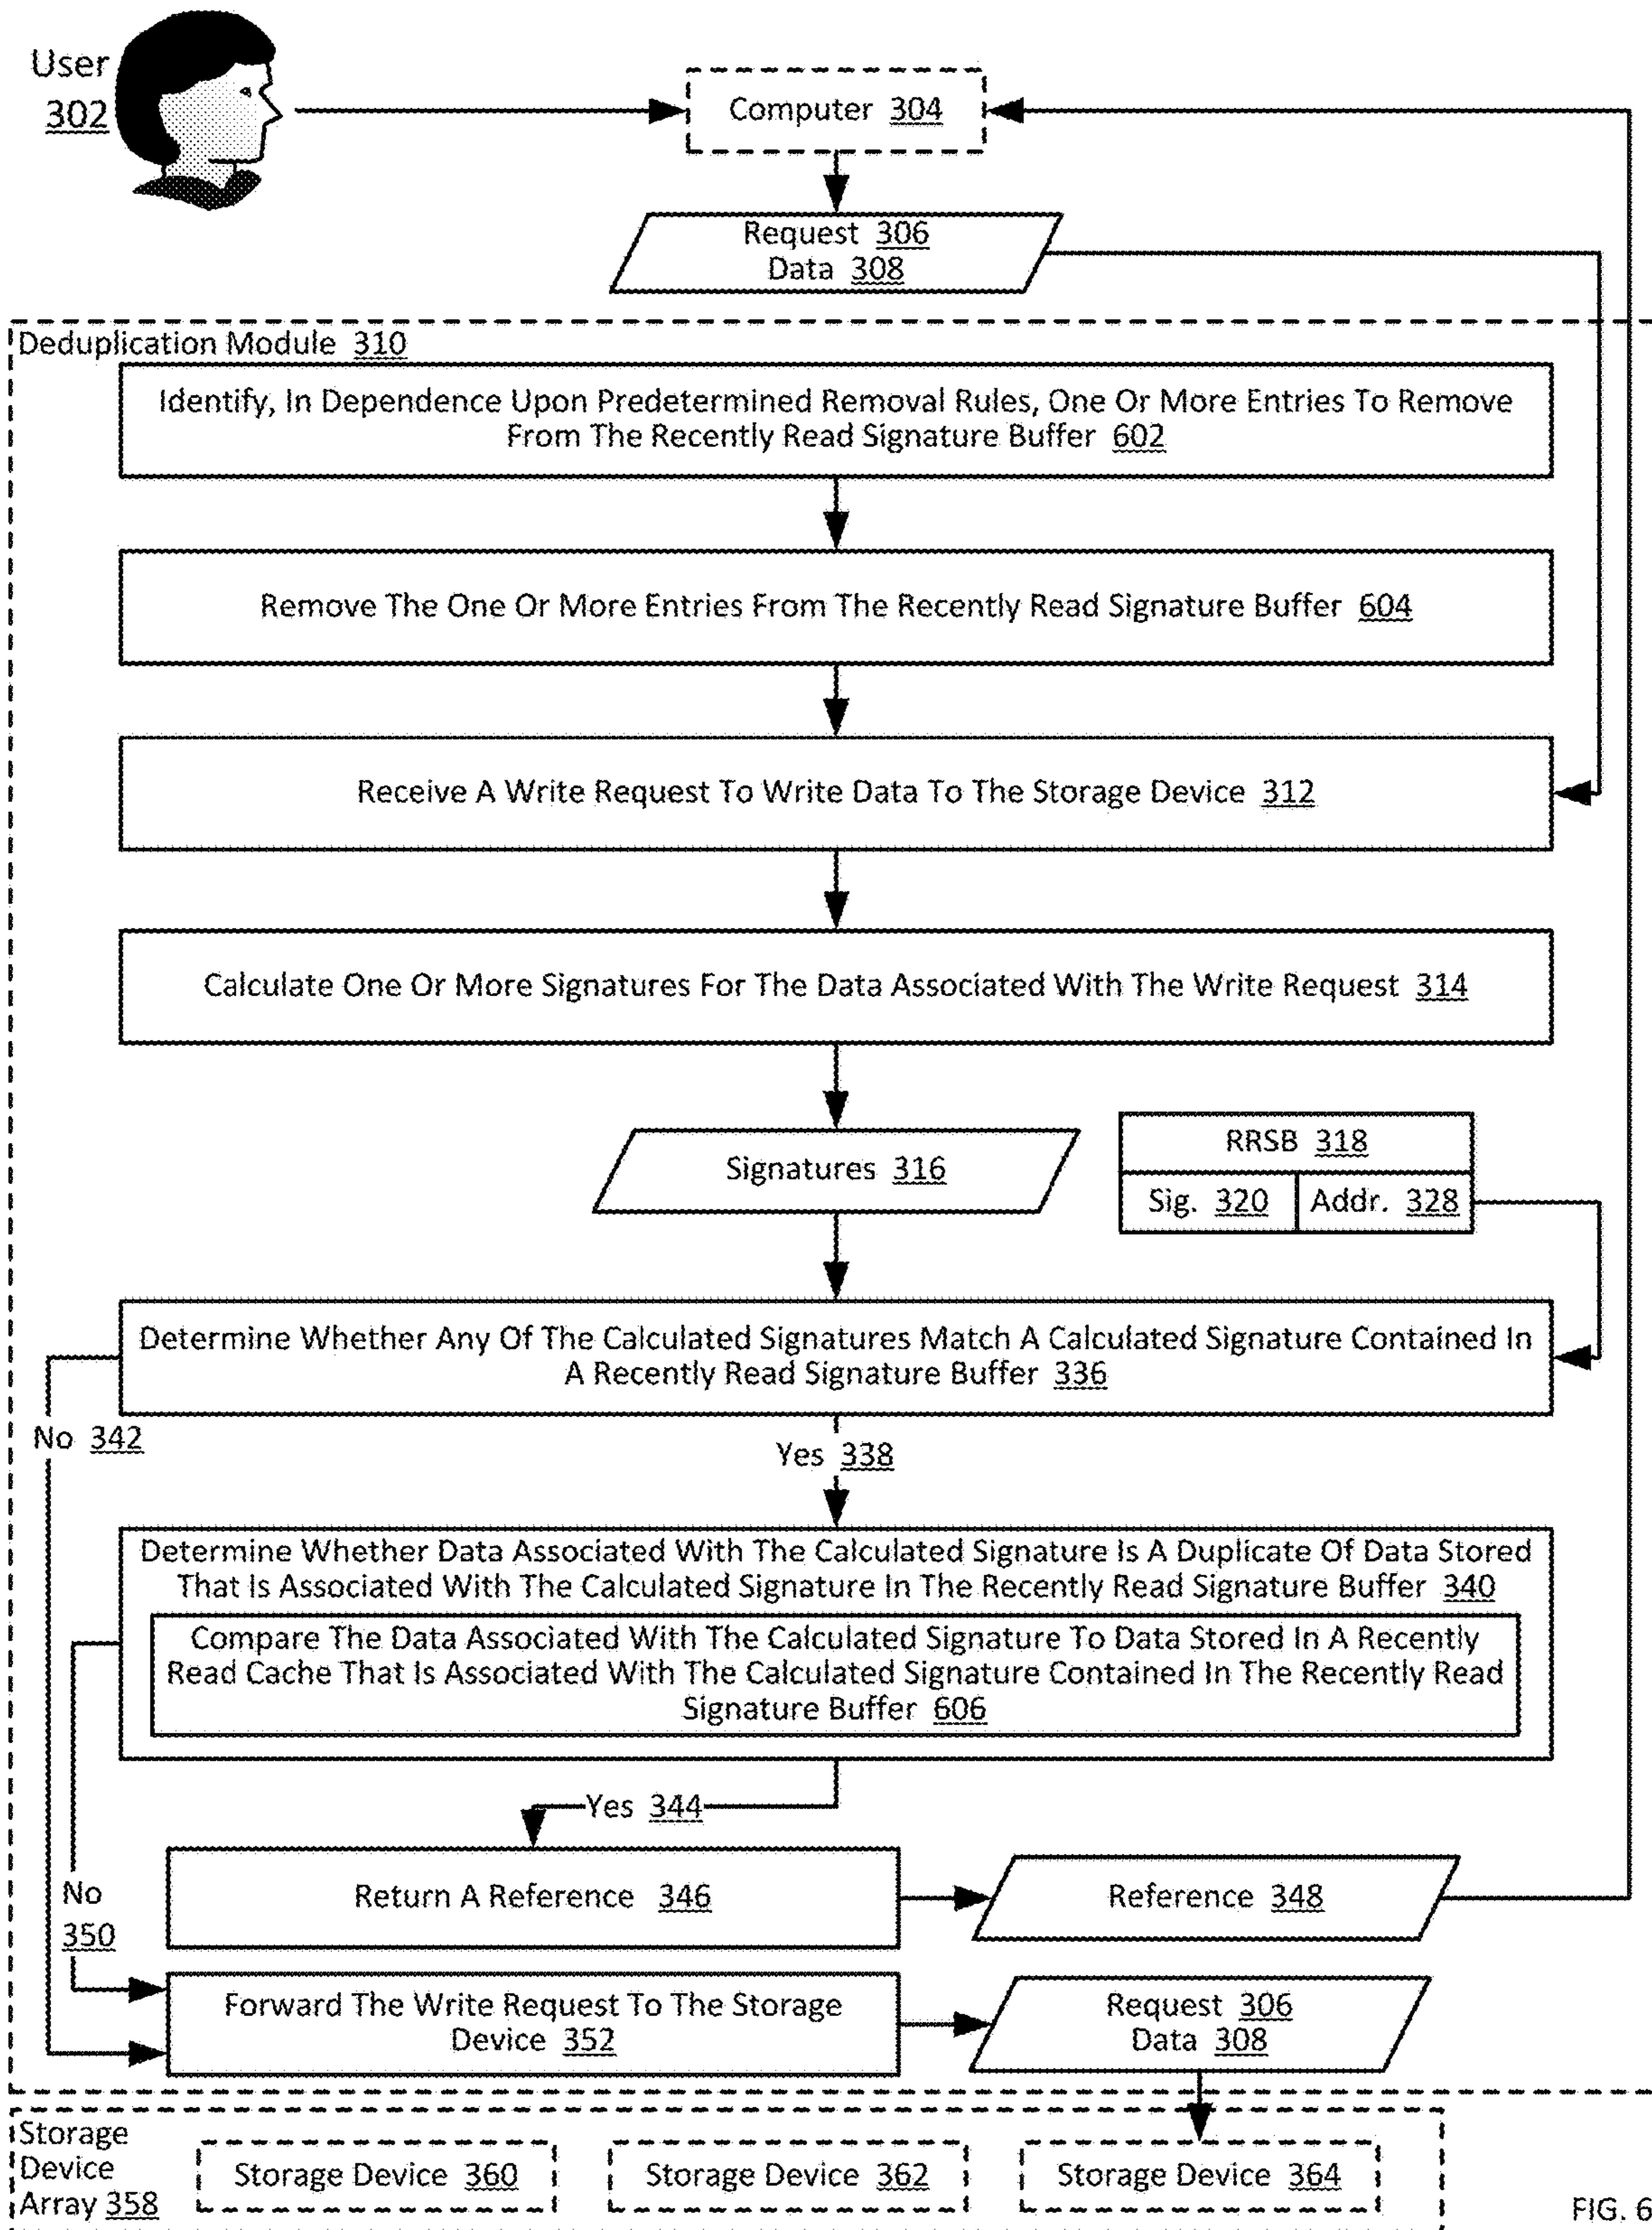 User
302
Computer 304
Request 306
Data 308
Deduplication Module 310
Identify, In Dependence Upon Predetermined Removal Rules, One Or More Entries To Remove
From The Recently Read Signature Buffer 602
Remove The One Or More Entries From The Recently Read Signature Buffer 604
Receive A Write Request To Write Data To The Storage Device 312
Calculate One Or More Signatures For The Data Associated With The Write Request 314
Signatures 316
RRSB 318
Sig. 320
Addr. 328
Determine Whether Any Of The Calculated Signatures Match A Calculated Signature Contained In
A Recently Read Signature Buffer 336
No 342
Yes 338
Determine Whether Data Associated With The Calculated Signature Is A Duplicate Of Data Stored
That Is Associated With The Calculated Signature In The Recently Read Signature Buffer 340
Compare The Data Associated With The Calculated Signature To Data Stored In A Recently
Read Cache That Is Associated With The Calculated Signature Contained In The Recently Read
Signature Buffer 606
Yes 344
No
350
Return A Reference 346
Reference 348
Forward The Write Request To The Storage
Device 352
Request 306
Data 308
Storage
Device
Array 358
Storage Device 360
Storage Device 362
Storage Device 364
FIG. 6